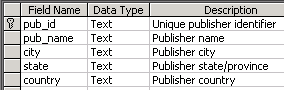 Field Name Data Type Description
pub_id Text Unique publisher identifier
pub_name Text Publisher name
city Text Publisher city
state Text Publisher state/province
country Text Publisher country